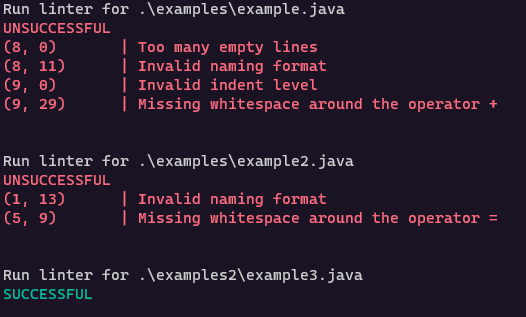 Run linter for .\examples\example.java
UNSUCCESSFUL
(8, 0)       | Too many empty lines
(8, 11)      | Invalid naming format
(9, 0)       | Invalid indent level
(9, 29)      | Missing whitespace around the operator +
Run linter for .\examples\example2.java
UNSUCCESSFUL
(1, 13)      | Invalid naming format
(5, 9)       | Missing whitespace around the operator =
Run linter for .\examples2\example3.java
SUCCESSFUL